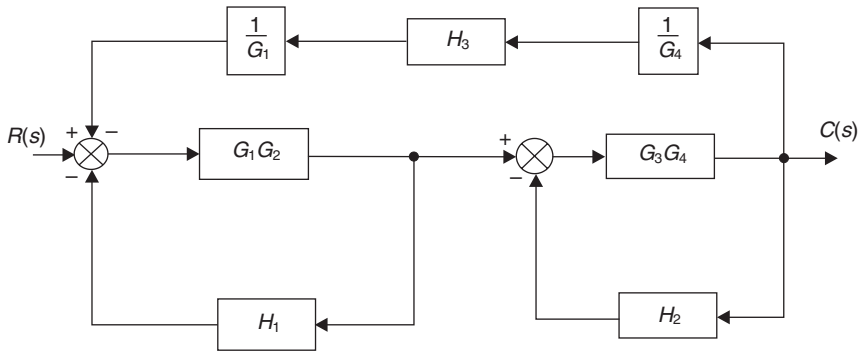 1
G1
H3
1
G4
R(s)
+
−
−
G1G2
+
−
G3G4
C(s)
H1
H2